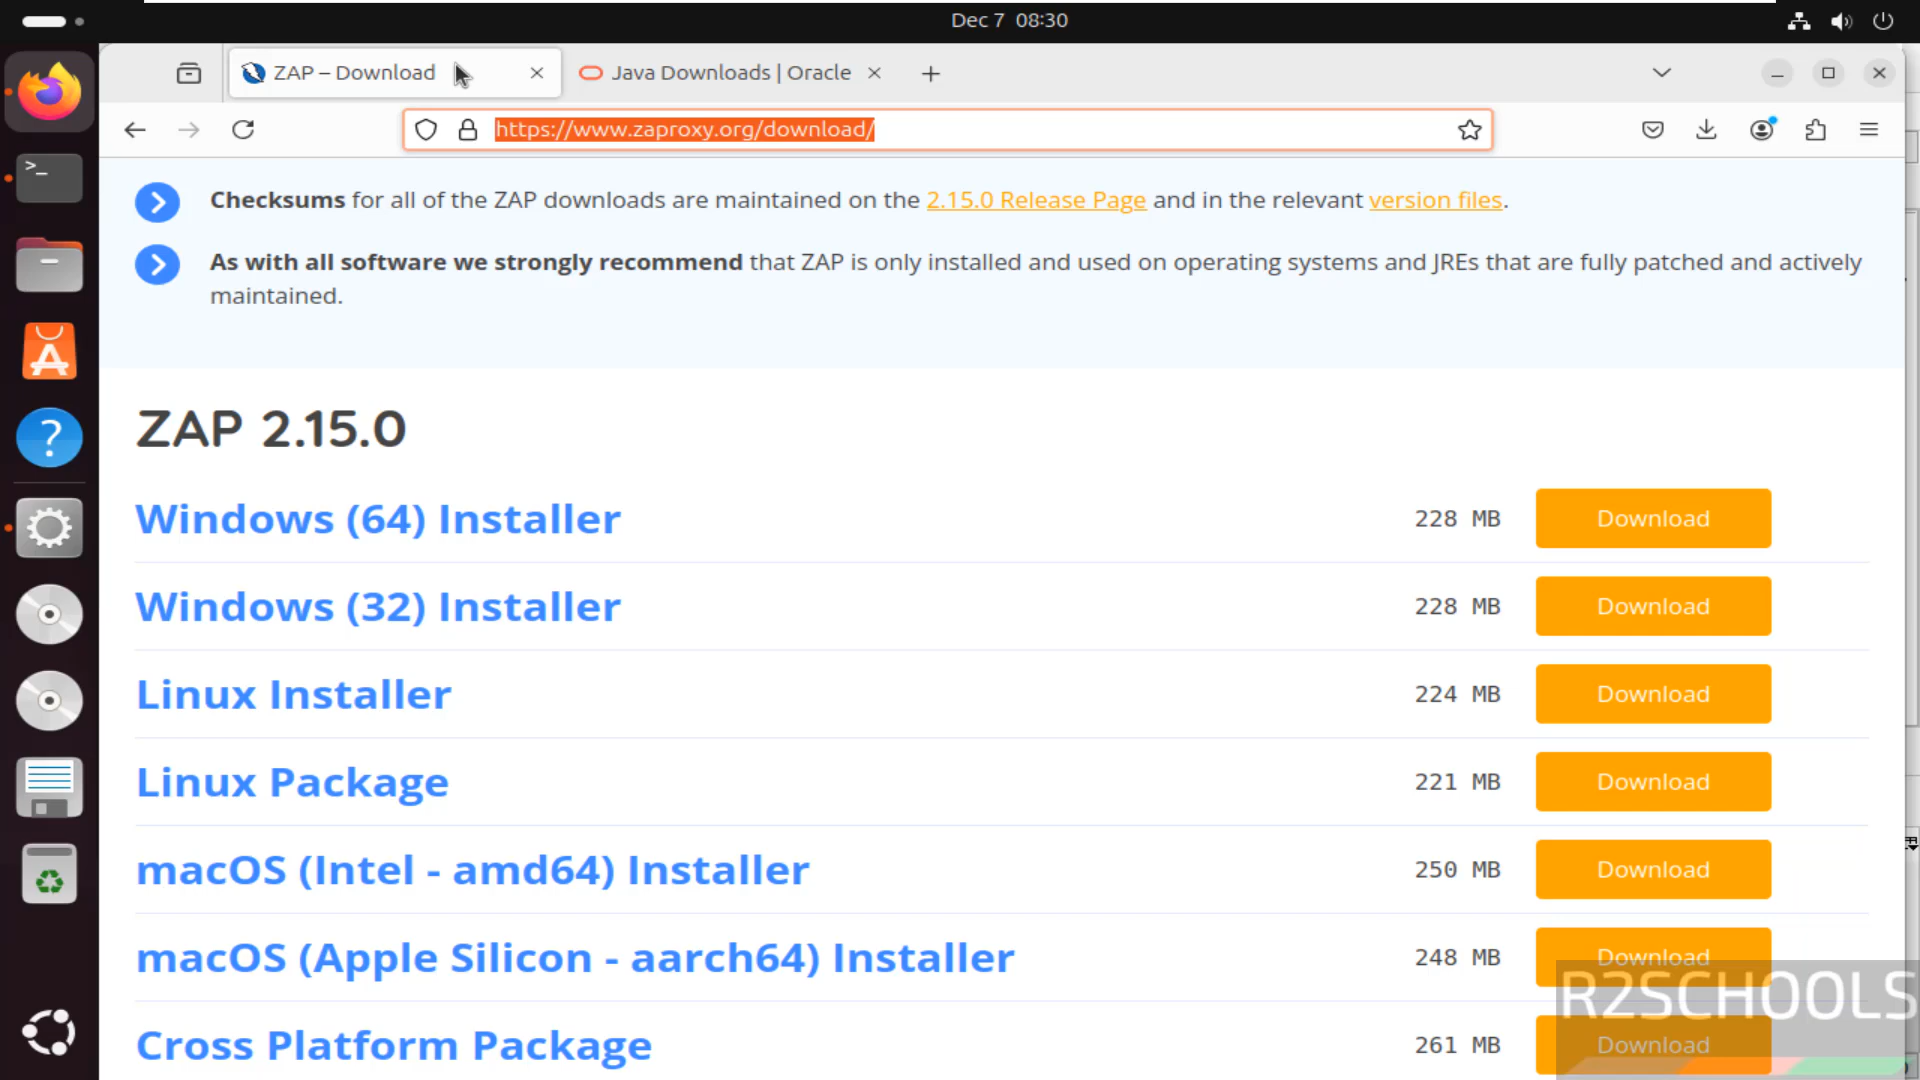 Dec 7 08:30
ZAP – Download
Java Downloads | Oracle
https://www.zaproxy.org/download/
Checksums for all of the ZAP downloads are maintained on the 2.15.0 Release Page and in the relevant version files.
As with all software we strongly recommend that ZAP is only installed and used on operating systems and JREs that are fully patched and actively
maintained.
ZAP 2.15.0
Windows (64) Installer 228 MB Download
Windows (32) Installer 228 MB Download
Linux Installer 224 MB Download
Linux Package 221 MB Download
macOS (Intel - amd64) Installer 250 MB Download
macOS (Apple Silicon - aarch64) Installer 248 MB Download
R2SCHOOLS
Cross Platform Package 261 MB Download